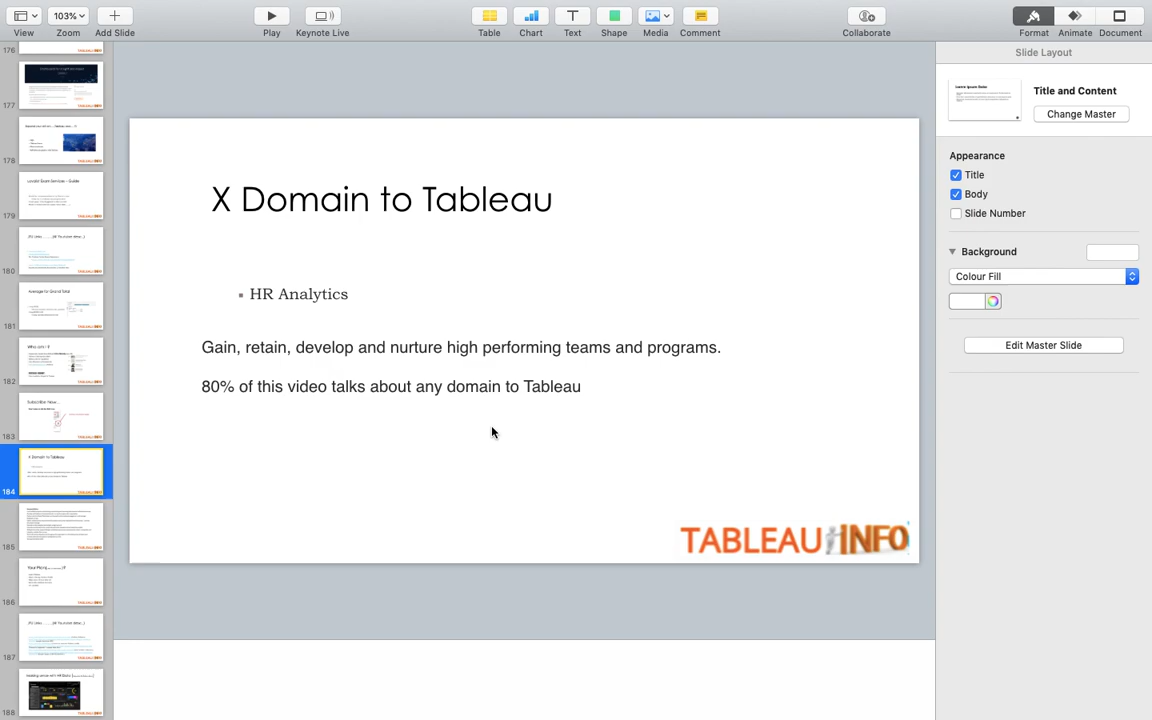 103%
View
Zoom
Add Slide
Play
Keynote Live
Table
Chart
Text
Shape
Media
Comment
Collaborate
Format
Animate
Document
176
177
178
179
180
181
182
183
184
185
186
187
188
X Domain to Tableau
HR Analytics
Gain, retain, develop and nurture high performing teams and programs.
80% of this video talks about any domain to Tableau
TABLEAU INFO
Slide Layout
Title and Content
Change Master
Appearance
Title
Body
Slide Number
Background
Colour Fill
Edit Master Slide